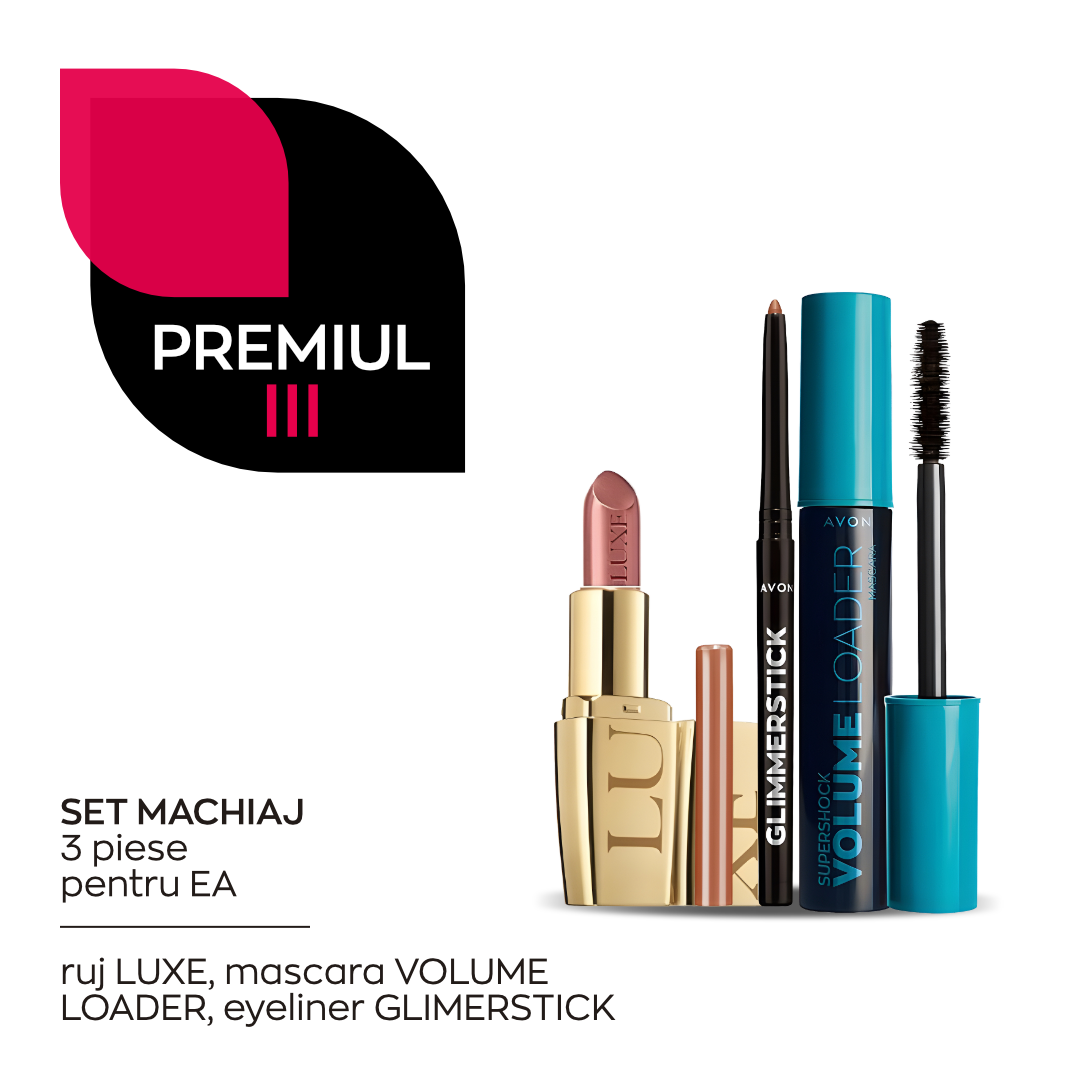 PREMIUL
III
LUXE
AVON
GLIMMERSTICK
AVON
SUPERSHOCK
VOLUME LOADER
MASCARA
LU
XE
SET MACHIAJ
3 piese
pentru EA
ruj LUXE, mascara VOLUME
LOADER, eyeliner GLIMERSTICK